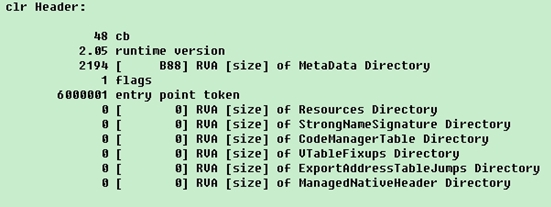 clr Header:
48 cb
2.05 runtime version
2194 [     B88] RVA [size] of MetaData Directory
1 flags
6000001 entry point token
0 [       0] RVA [size] of Resources Directory
0 [       0] RVA [size] of StrongNameSignature Directory
0 [       0] RVA [size] of CodeManagerTable Directory
0 [       0] RVA [size] of VTableFixups Directory
0 [       0] RVA [size] of ExportAddressTableJumps Directory
0 [       0] RVA [size] of ManagedNativeHeader Directory